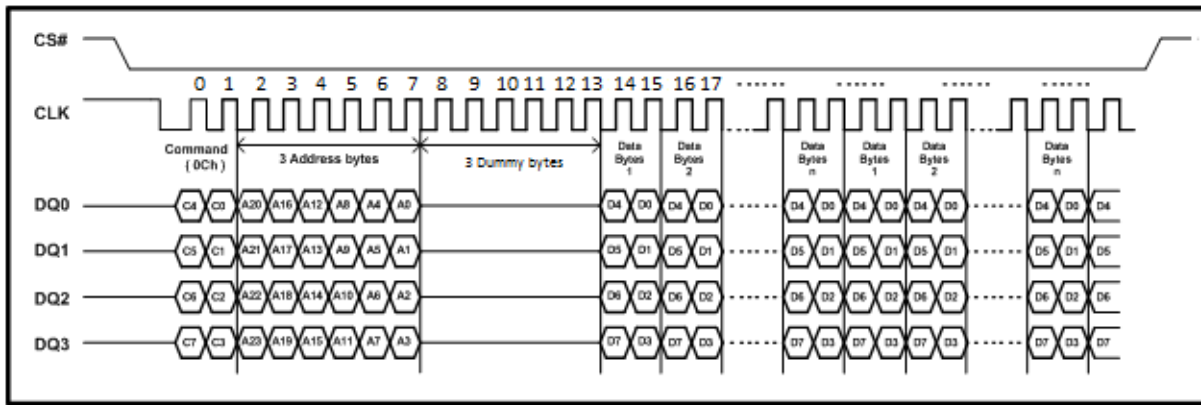 CS#
0 1 2 3 4 5 6 7 8 9 10 11 12 13 14 15 16 17
CLK
Command
( 0Ch )
3 Address bytes
3 Dummy bytes
Data Bytes 1
Data Bytes 2
Data Bytes n
Data Bytes 1
Data Bytes 2
Data Bytes n
DQ0 C4 C0 A20 A16 A12 A8 A4 A0 D4 D0 D4 D0 D4 D0 D4 D0 D4 D0 D4 D0 D4
DQ1 C5 C1 A21 A17 A13 A9 A5 A1 D5 D1 D5 D1 D5 D1 D5 D1 D5 D1 D5 D1 D5
DQ2 C6 C2 A22 A18 A14 A10 A6 A2 D6 D2 D6 D2 D6 D2 D6 D2 D6 D2 D6 D2 D6
DQ3 C7 C3 A23 A19 A15 A11 A7 A3 D7 D3 D7 D3 D7 D3 D7 D3 D7 D3 D7 D3 D7